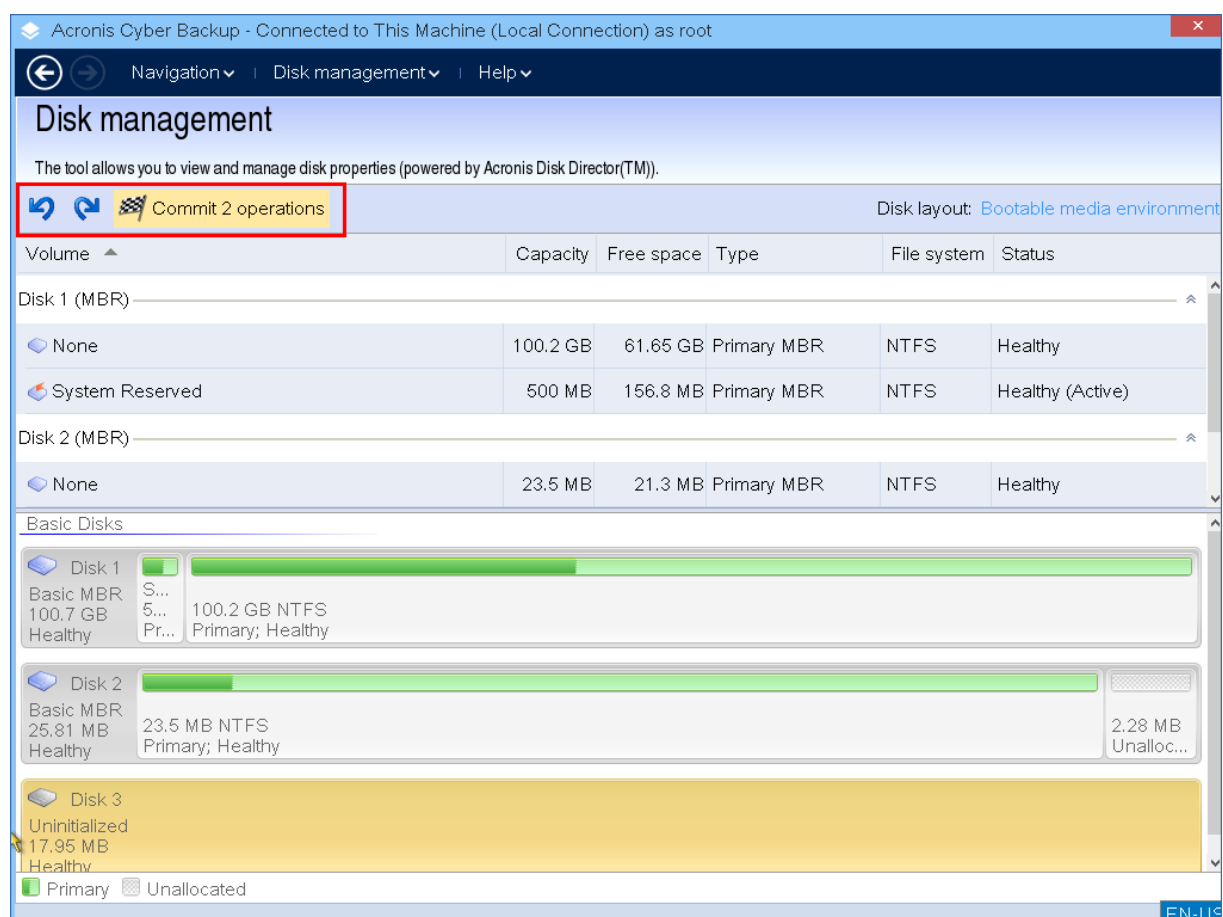 Acronis Cyber Backup - Connected to This Machine (Local Connection) as root
Navigation Disk management Help
Disk management
The tool allows you to view and manage disk properties (powered by Acronis Disk Director(TM)).
Commit 2 operations Disk layout: Bootable media environment
Volume Capacity Free space Type File system Status
Disk 1 (MBR)
None 100.2 GB 61.65 GB Primary MBR NTFS Healthy
System Reserved 500 MB 156.8 MB Primary MBR NTFS Healthy (Active)
Disk 2 (MBR)
None 23.5 MB 21.3 MB Primary MBR NTFS Healthy
Basic Disks
Disk 1
Basic MBR
100.7 GB
Healthy
S...
5...
Pr...
100.2 GB NTFS
Primary; Healthy
Disk 2
Basic MBR
25.81 MB
Healthy
23.5 MB NTFS
Primary; Healthy
2.28 MB
Unalloc...
Disk 3
Uninitialized
17.95 MB
Healthy
Primary Unallocated
EN-US